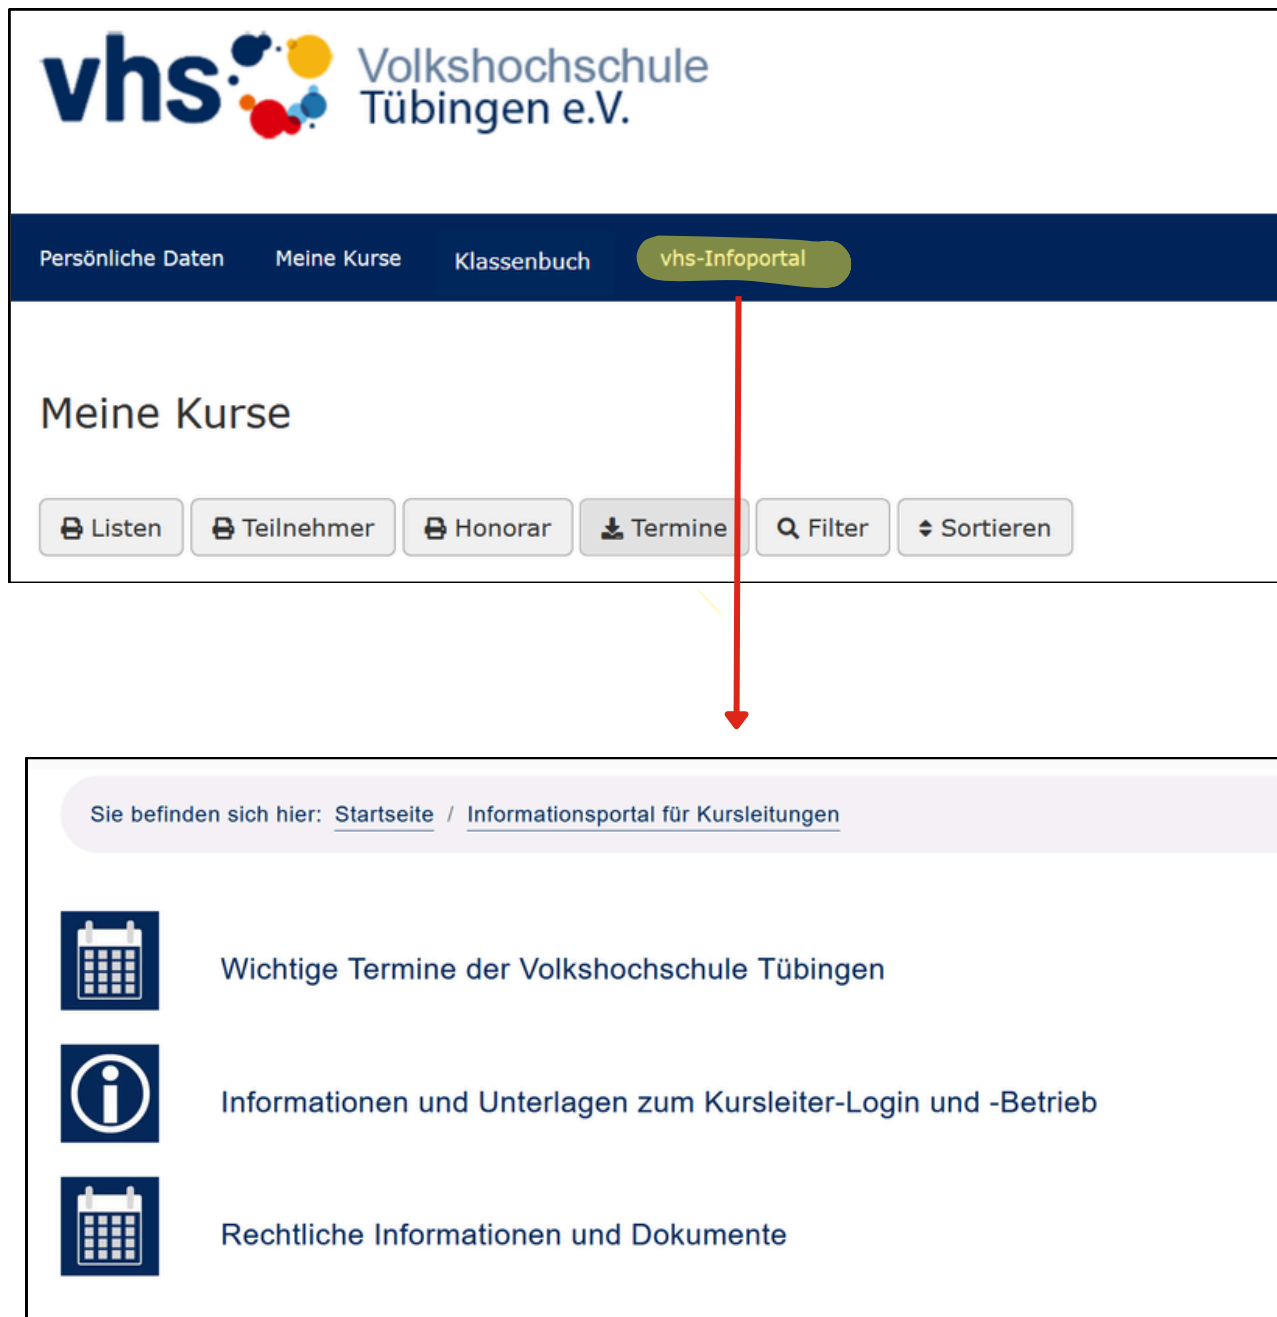 vhs Volkshochschule
Tübingen e.V.
Persönliche Daten Meine Kurse Klassenbuch vhs-Infoportal
Meine Kurse
Listen Teilnehmer Honorar Termine Filter Sortieren
Sie befinden sich hier: Startseite / Informationsportal für Kursleitungen
Wichtige Termine der Volkshochschule Tübingen
Informationen und Unterlagen zum Kursleiter-Login und -Betrieb
Rechtliche Informationen und Dokumente